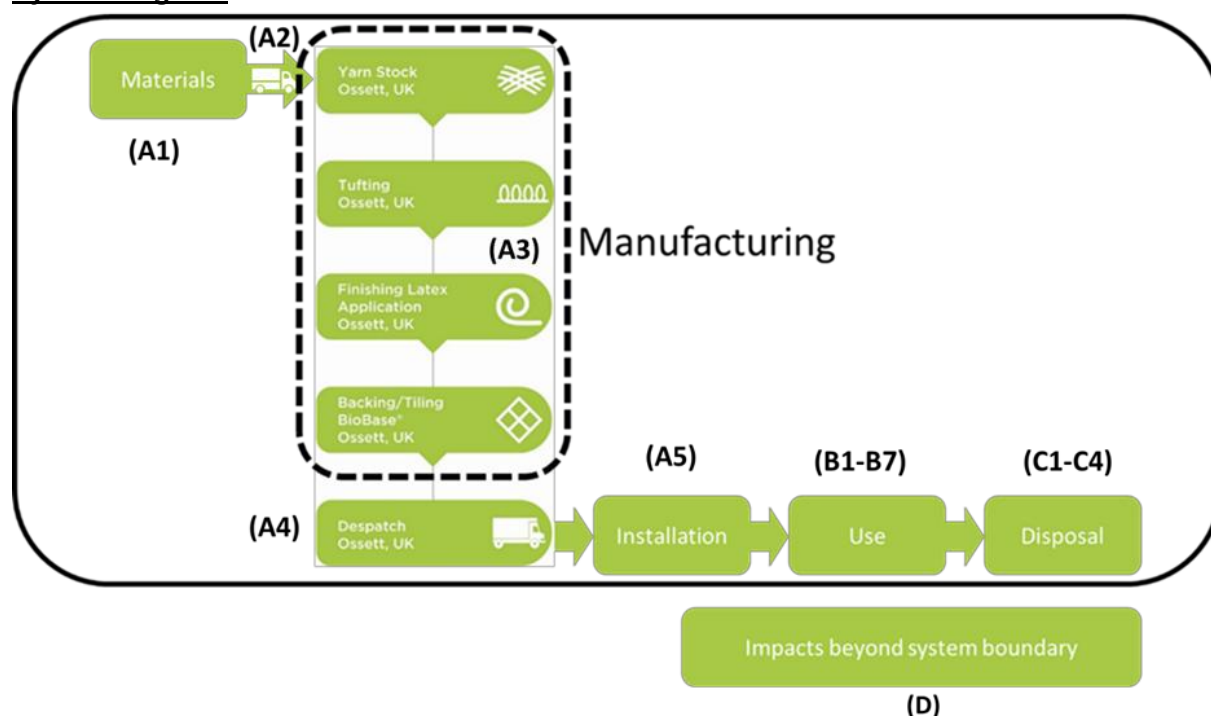 (A2)
Materials
(A1)
Yarn Stock
Ossett, UK
Tufting
Ossett, UK
(A3)
Manufacturing
Finishing Latex
Application
Ossett, UK
Backing/Tiling
BioBase®
Ossett, UK
(A4)
Despatch
Ossett, UK
(A5)
Installation
(B1-B7)
Use
(C1-C4)
Disposal
Impacts beyond system boundary
(D)